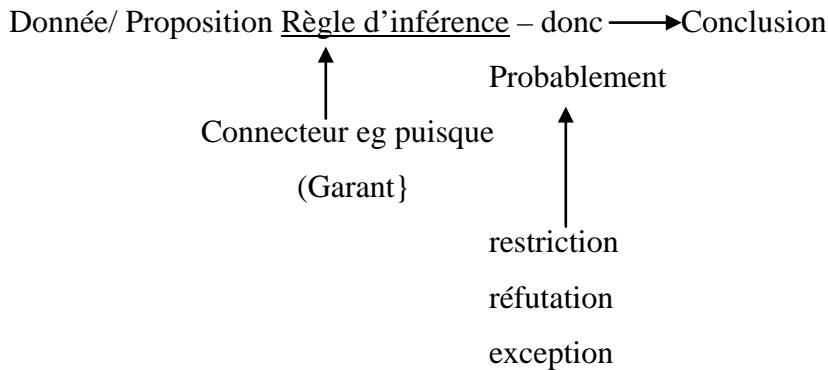 Donnée/ Proposition Règle d’inférence – donc Conclusion
Probablement
Connecteur eg puisque
(Garant}
restriction
réfutation
exception